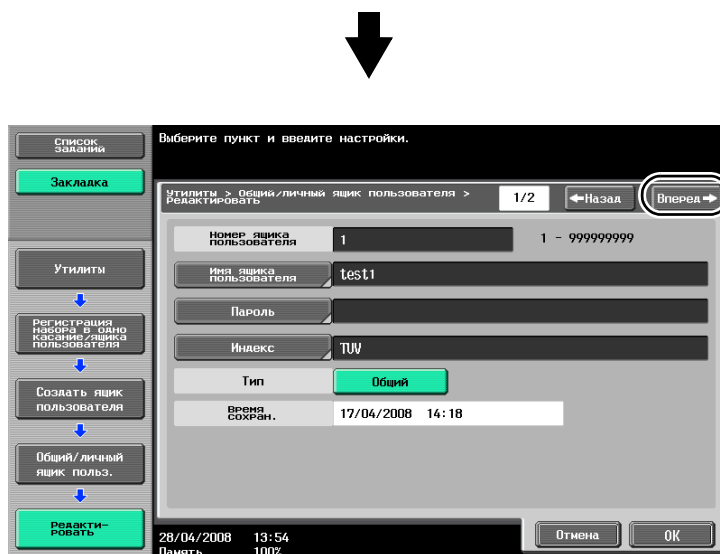 Список
заданий
Закладка
Утилиты
Регистрация
набора в одно
касание/ящика
пользователя
Создать ящик
пользователя
Общий/личный
ящик польз.
Редакти-
ровать
Выберите пункт и введите настройки.
Утилиты > Общий/личный ящик пользователя >
Редактировать
1/2
Назад
Вперед
Номер ящика
пользователя
1
1 - 999999999
Имя ящика
пользователя
test1
Пароль
Индекс
TUV
Тип
Общий
Время
сохран.
17/04/2008 14:18
28/04/2008 13:54
Память 100%
Отмена
OK